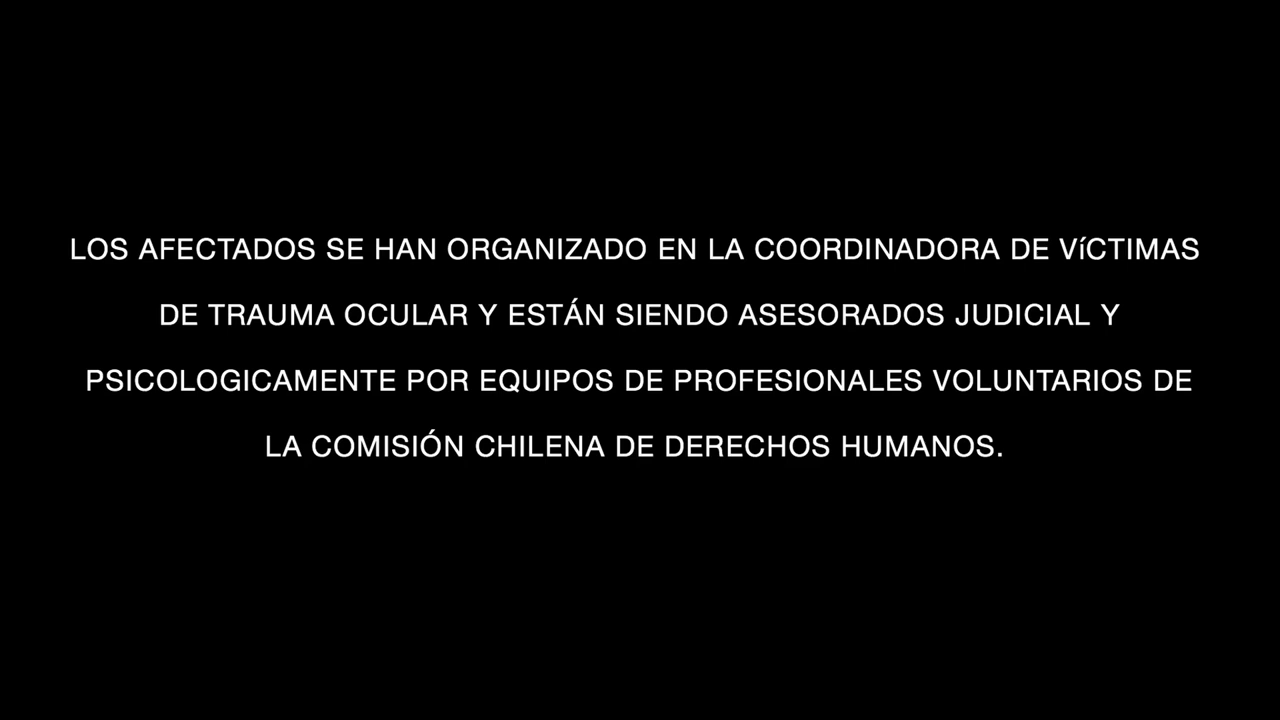 LOS AFECTADOS SE HAN ORGANIZADO EN LA COORDINADORA DE VíCTIMAS
DE TRAUMA OCULAR Y ESTÁN SIENDO ASESORADOS JUDICIAL Y
PSICOLOGICAMENTE POR EQUIPOS DE PROFESIONALES VOLUNTARIOS DE
LA COMISIÓN CHILENA DE DERECHOS HUMANOS.